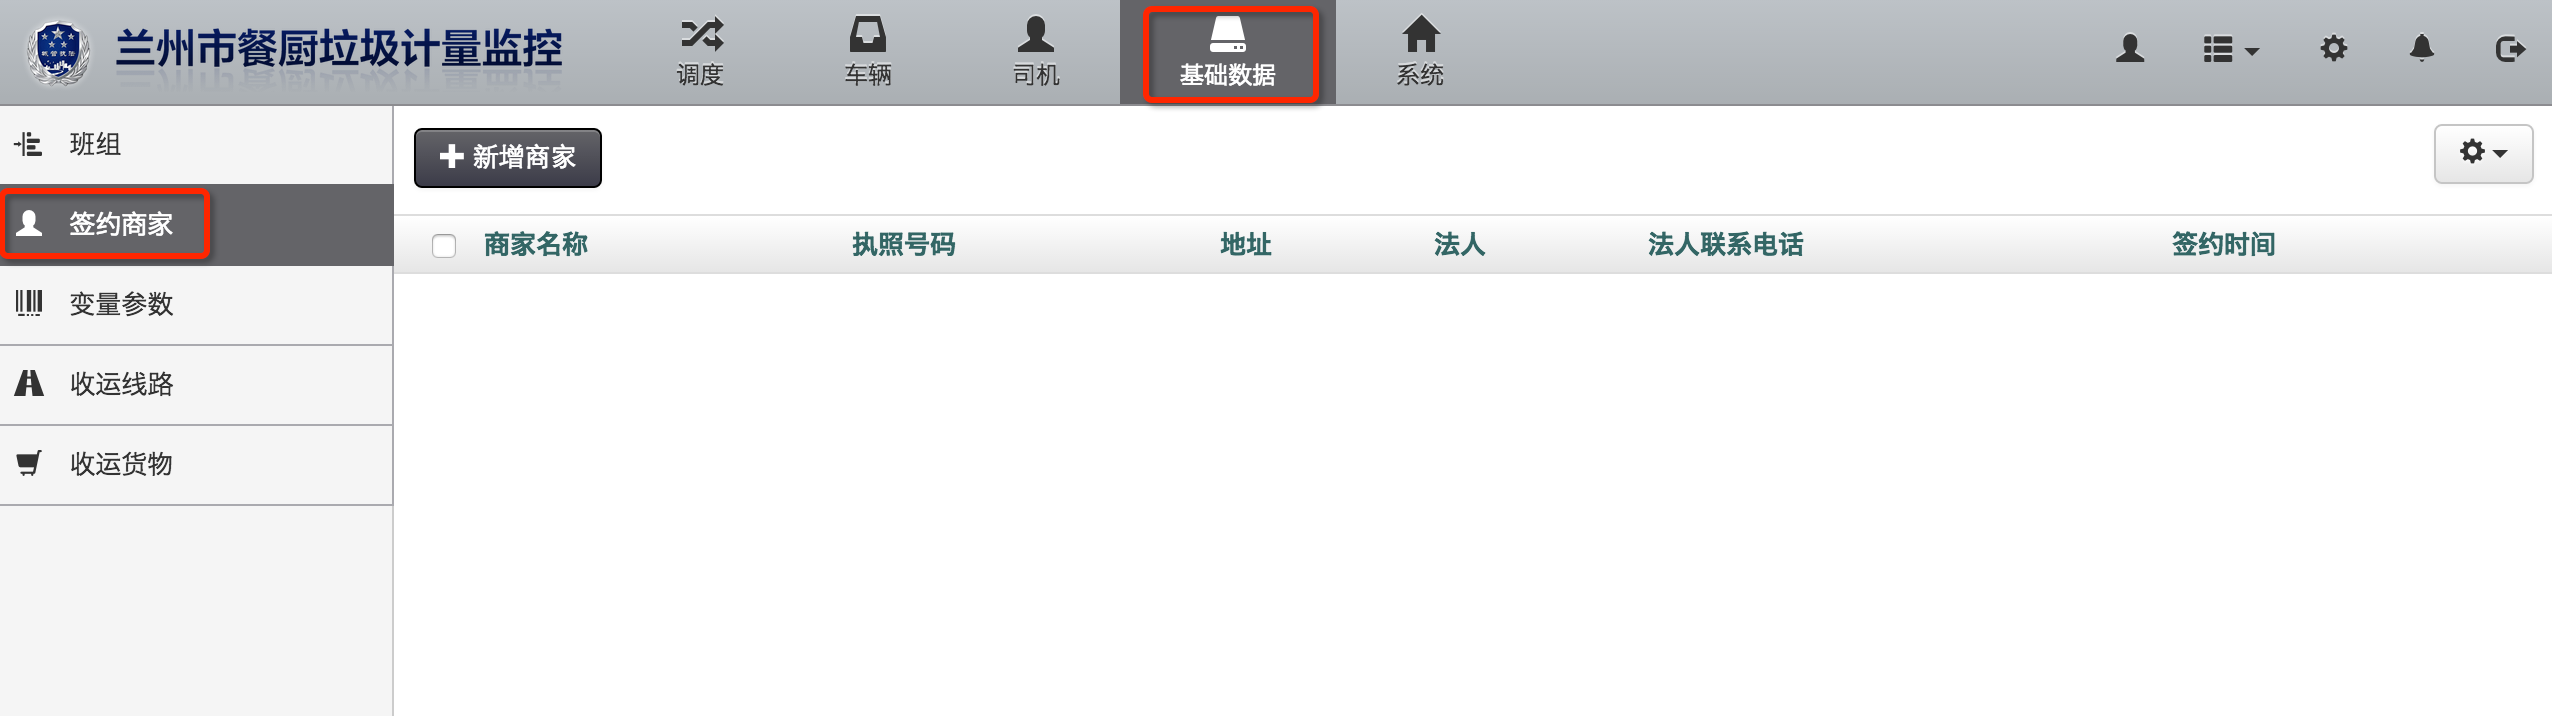 兰州市餐厨垃圾计量监控
调度
车辆
司机
基础数据
系统
班组
签约商家
变量参数
收运线路
收运货物
新增商家
商家名称 执照号码 地址 法人 法人联系电话 签约时间